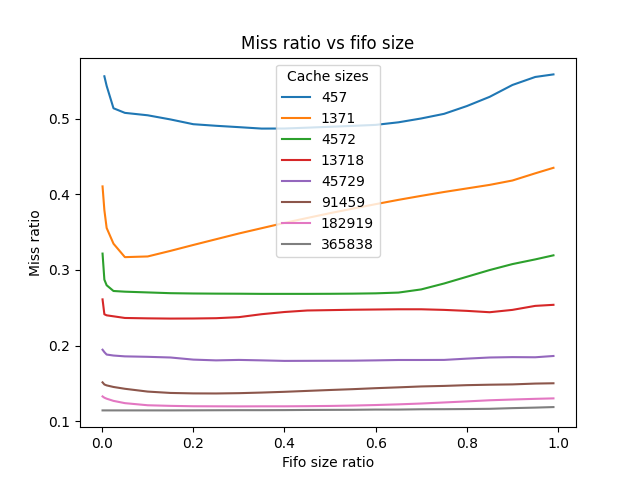 Miss ratio vs fifo size
Cache sizes
457
1371
4572
13718
45729
91459
182919
365838
Miss ratio
0.5
0.4
0.3
0.2
0.1
0.0 0.2 0.4 0.6 0.8 1.0
Fifo size ratio